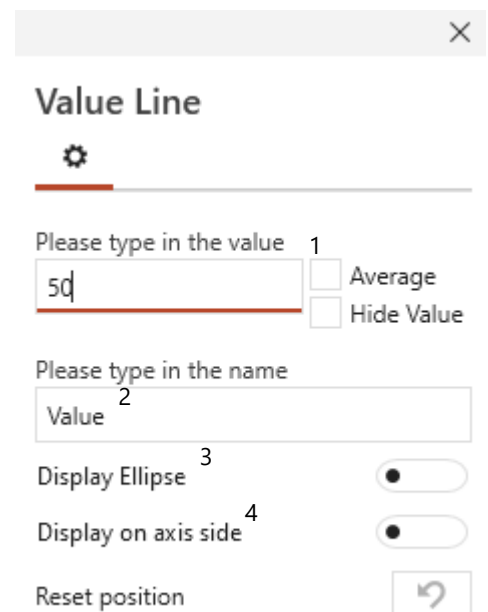 Value Line
Please type in the value 1
50 Average
Hide Value
Please type in the name
Value 2
Display Ellipse 3
Display on axis side 4
Reset position